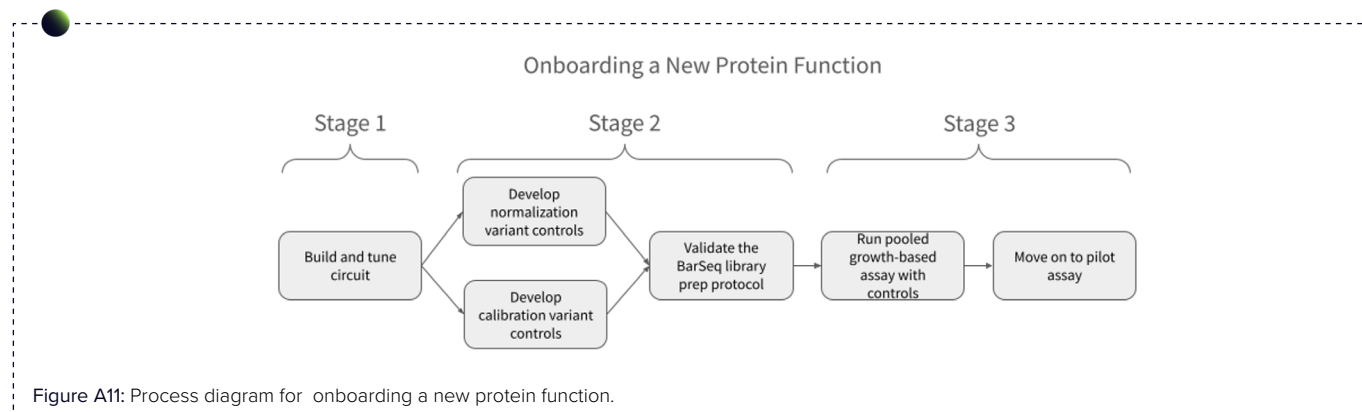 Onboarding a New Protein Function
Stage 1
Stage 2
Stage 3
Build and tune
circuit
Develop
normalization
variant controls
Develop
calibration variant
controls
Validate the
BarSeq library
prep protocol
Run pooled
growth-based
assay with
controls
Move on to pilot
assay
Figure A11: Process diagram for onboarding a new protein function.